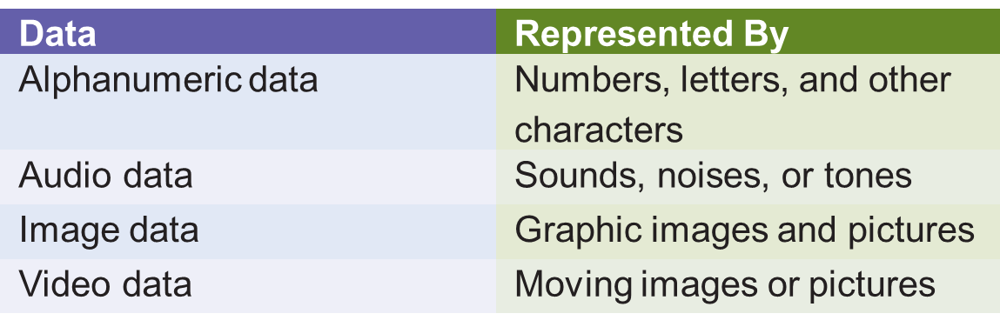 Data Represented By
Alphanumeric data Numbers, letters, and other
characters
Audio data Sounds, noises, or tones
Image data Graphic images and pictures
Video data Moving images or pictures